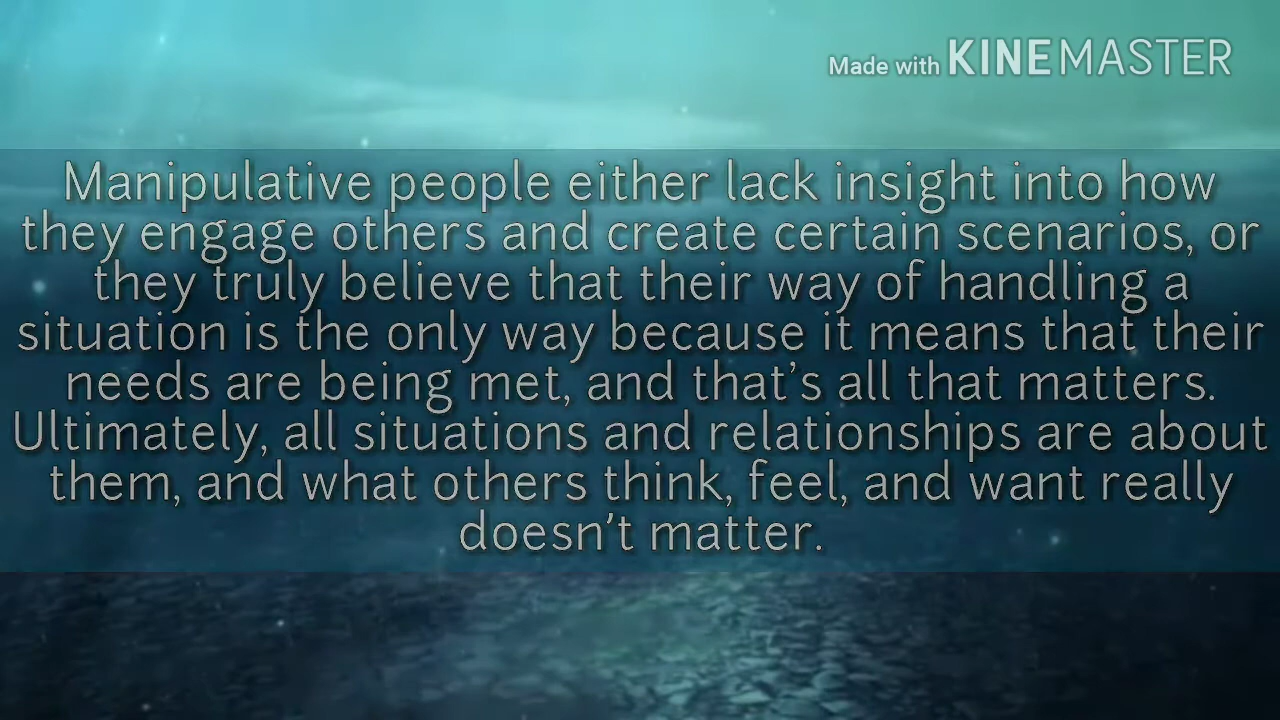 Made with KINEMASTER
Manipulative people either lack insight into how
they engage others and create certain scenarios, or
they truly believe that their way of handling a
situation is the only way because it means that their
needs are being met, and that's all that matters.
Ultimately, all situations and relationships are about
them, and what others think, feel, and want really
doesn't matter.